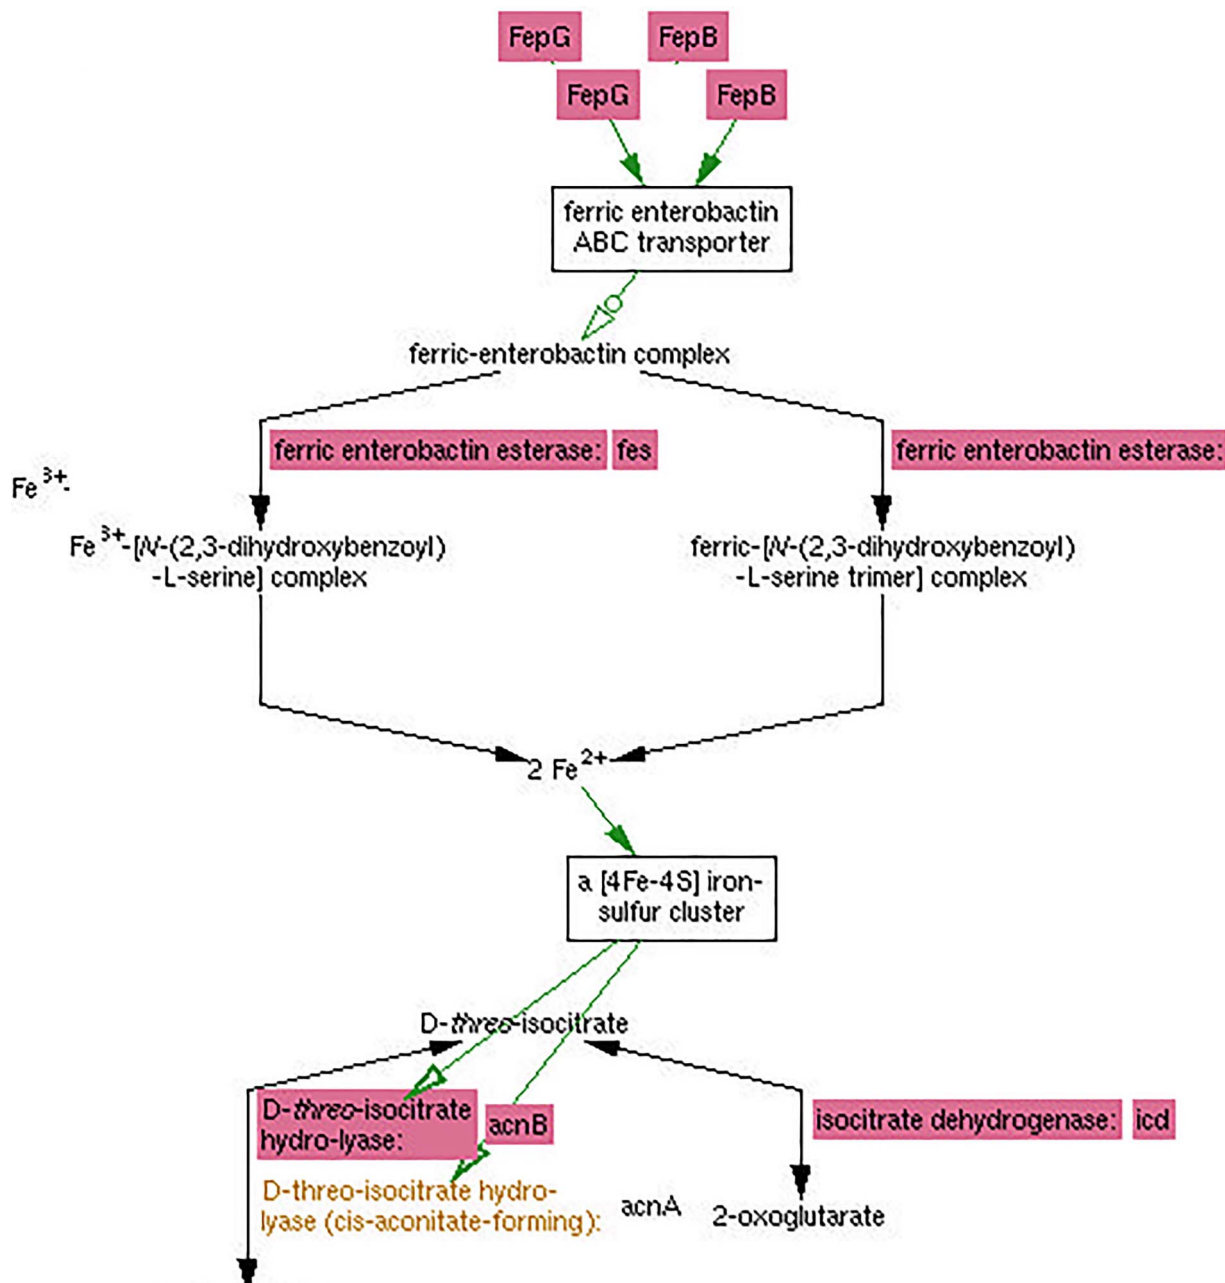 FepG FepB
FepG FepB
ferric enterobactin
ABC transporter
ferric-enterobactin complex
ferric enterobactin esterase: fes
ferric enterobactin esterase:
Fe3+-
Fe3+-[N-(2,3-dihydroxybenzoyl)
-L-serine] complex
ferric-[N-(2,3-dihydroxybenzoyl)
-L-serine trimer] complex
2 Fe2+
a [4Fe-4S] iron-
sulfur cluster
D-threo-isocitrate
D-threo-isocitrate
hydro-lyase:
acnB
isocitrate dehydrogenase: icd
D-threo-isocitrate hydro-
lyase (cis-aconitate-forming):
acnA
2-oxoglutarate